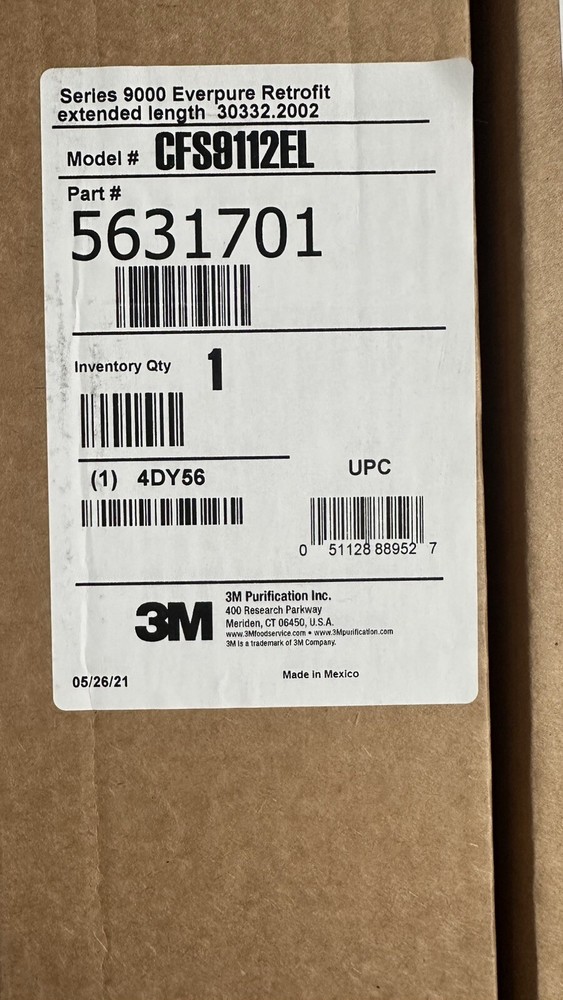 Series 9000 Everpure Retrofit
extended length 30332.2002
Model # CFS9112EL
Part #
5631701
Inventory Qty 1
(1) 4DY56
UPC
0 51128 88952 7
3M
3M Purification Inc.
400 Research Parkway
Meriden, CT 06450, U.S.A.
www.3Mfoodservice.com • www.3Mpurification.com
3M is a trademark of 3M Company.
05/26/21
Made in Mexico